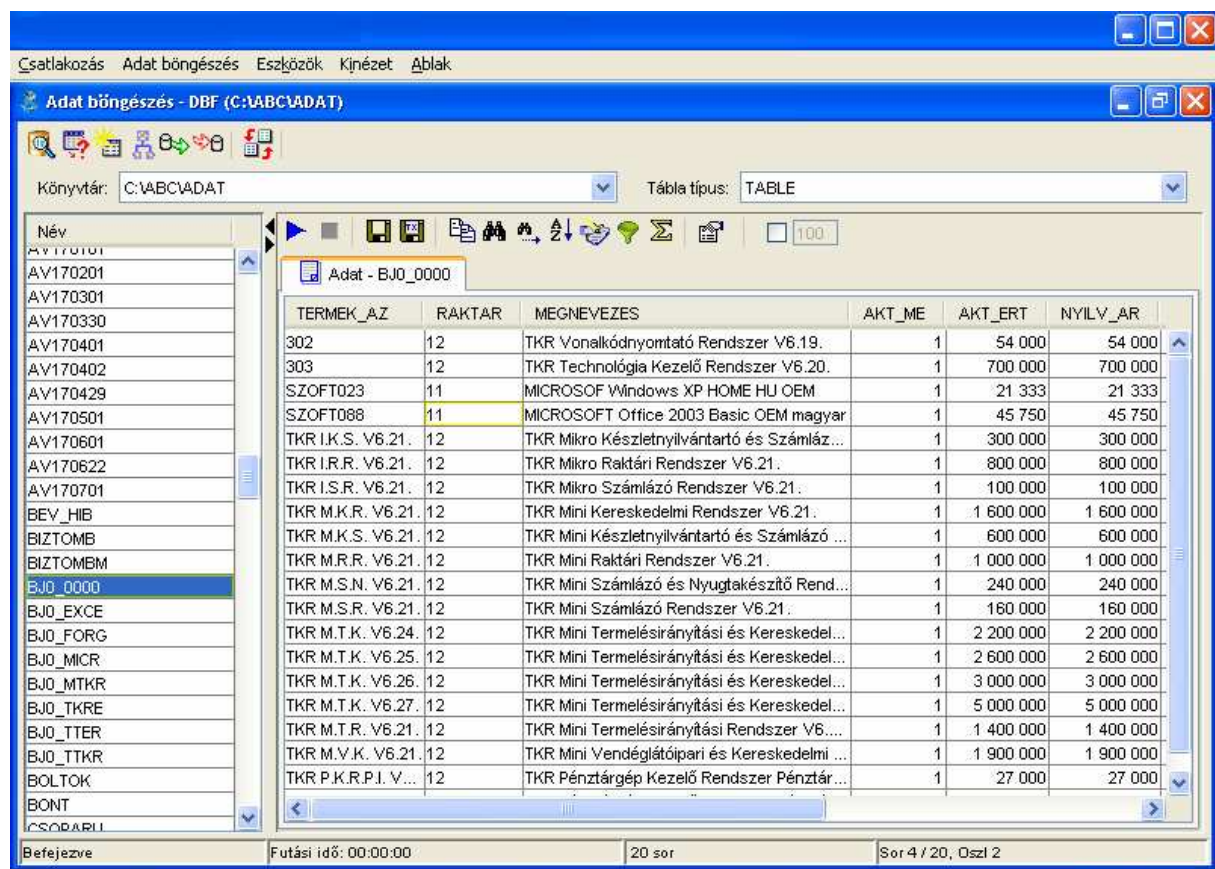 Csatlakozás Adat böngészés Eszközök Kinézet Ablak
Adat böngészés - DBF (C:\ABC\ADAT)
Könyvtár: C:\ABC\ADAT Tábla típus: TABLE
100
Név
AV170101
AV170201
AV170301
AV170330
AV170401
AV170402
AV170429
AV170501
AV170601
AV170622
AV170701
BEV_HIB
BIZTOMB
BIZTOMBM
BJ0_0000
BJ0_EXCE
BJ0_FORG
BJ0_MICR
BJ0_MTKR
BJ0_TKRE
BJ0_TTER
BJ0_TTKR
BOLTOK
BONT
CSOPARU
Adat - BJ0_0000
TERMEK_AZ RAKTAR MEGNEVEZES AKT_ME AKT_ERT NYILV_AR
302 12 TKR Vonalkódnyomtató Rendszer V6.19. 1 54 000 54 000
303 12 TKR Technológia Kezelő Rendszer V6.20. 1 700 000 700 000
SZOFT023 11 MICROSOF Windows XP HOME HU OEM 1 21 333 21 333
SZOFT088 11 MICROSOFT Office 2003 Basic OEM magyar 1 45 750 45 750
TKR I.K.S. V6.21. 12 TKR Mikro Készletnyilvántartó és Számláz... 1 300 000 300 000
TKR I.R.R. V6.21. 12 TKR Mikro Raktári Rendszer V6.21. 1 800 000 800 000
TKR I.S.R. V6.21. 12 TKR Mikro Számlázó Rendszer V6.21. 1 100 000 100 000
TKR M.K.R. V6.21. 12 TKR Mini Kereskedelmi Rendszer V6.21. 1 1 600 000 1 600 000
TKR M.K.S. V6.21. 12 TKR Mini Készletnyilvántartó és Számlázó ... 1 600 000 600 000
TKR M.R.R. V6.21. 12 TKR Mini Raktári Rendszer V6.21. 1 1 000 000 1 000 000
TKR M.S.N. V6.21. 12 TKR Mini Számlázó és Nyugtakészítő Rend... 1 240 000 240 000
TKR M.S.R. V6.21. 12 TKR Mini Számlázó Rendszer V6.21. 1 160 000 160 000
TKR M.T.K. V6.24. 12 TKR Mini Termelésirányítási és Kereskedel... 1 2 200 000 2 200 000
TKR M.T.K. V6.25. 12 TKR Mini Termelésirányítási és Kereskedel... 1 2 600 000 2 600 000
TKR M.T.K. V6.26. 12 TKR Mini Termelésirányítási és Kereskedel... 1 3 000 000 3 000 000
TKR M.T.K. V6.27. 12 TKR Mini Termelésirányítási és Kereskedel... 1 5 000 000 5 000 000
TKR M.T.R. V6.21. 12 TKR Mini Termelésirányítási Rendszer V6.... 1 1 400 000 1 400 000
TKR M.V.K. V6.21. 12 TKR Mini Vendéglátóipari és Kereskedelmi ... 1 1 900 000 1 900 000
TKR P.K.R.P.I. V... 12 TKR Pénztárgép Kezelő Rendszer Pénztár... 1 27 000 27 000
Befejezve Futási idő: 00:00:00 20 sor Sor 4 / 20, Oszl 2